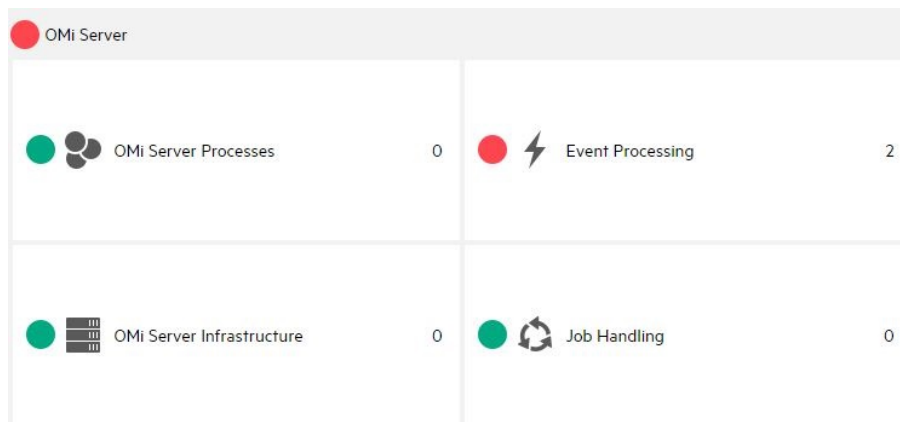 OMi Server
OMi Server Processes 0
Event Processing 2
OMi Server Infrastructure 0
Job Handling 0